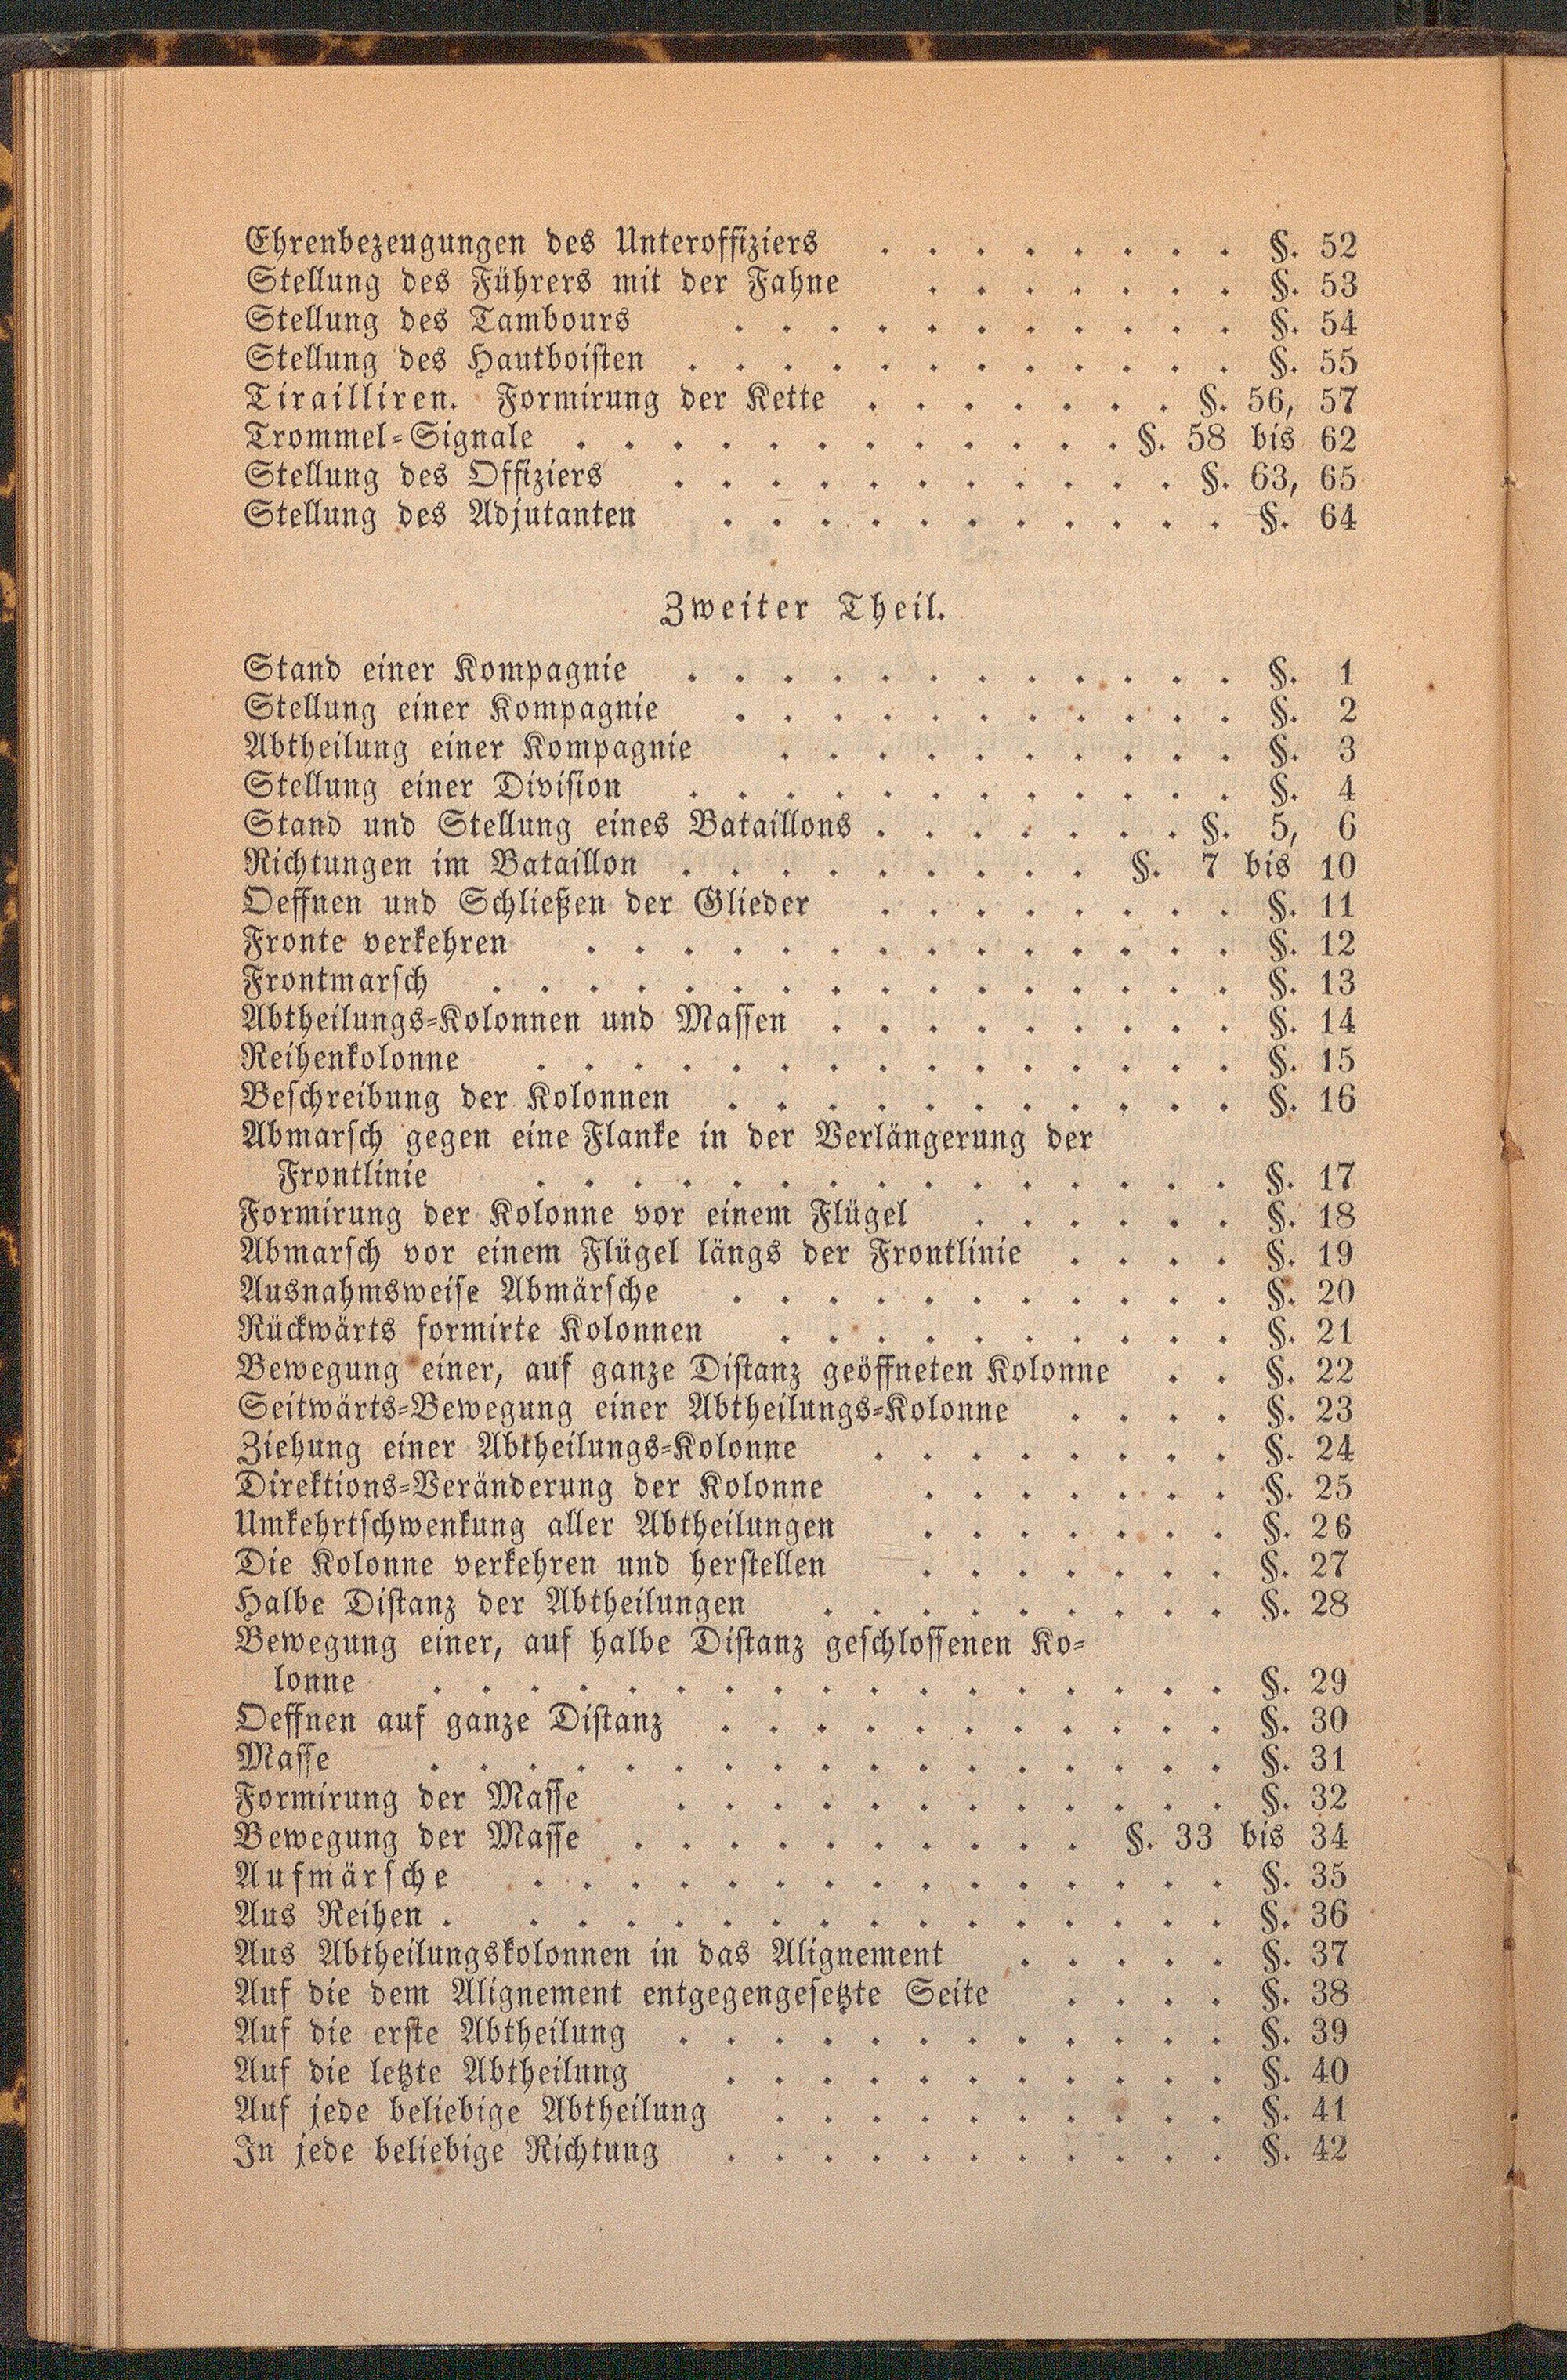 Ehrenbezeugungen des Unteroffiziers . . . . . . . . §. 52
Stellung des Führers mit der Fahne . . . . . . . §. 53
Stellung des Tambours . . . . . . . . . . . §. 54
Stellung des Hautboisten . . . . . . . . . . . . §. 55
Tirailliren. Formirung der Kette . . . . . . . §. 56, 57
Trommel-Signale . . . . . . . . . . . . §. 58 bis 62
Stellung des Offiziers . . . . . . . . . . . §. 63, 65
Stellung des Adjutanten . . . . . . . . . . . §. 64
Zweiter Theil.
Stand einer Kompagnie . . . . . . . . . . . . §. 1
Stellung einer Kompagnie . . . . . . . . . . . §. 2
Abtheilung einer Kompagnie . . . . . . . . . . §. 3
Stellung einer Division . . . . . . . . . . . . §. 4
Stand und Stellung eines Bataillons . . . . . . . §. 5, 6
Richtungen im Bataillon . . . . . . . . . §. 7 bis 10
Oeffnen und Schließen der Glieder . . . . . . . . §. 11
Fronte verkehren . . . . . . . . . . . . . . §. 12
Frontmarsch . . . . . . . . . . . . . . . . §. 13
Abtheilungs-Kolonnen und Massen . . . . . . . . . §. 14
Reihenkolonne . . . . . . . . . . . . . . . §. 15
Beschreibung der Kolonnen . . . . . . . . . . . §. 16
Abmarsch gegen eine Flanke in der Verlängerung der
Frontlinie . . . . . . . . . . . . . . . §. 17
Formirung der Kolonne vor einem Flügel . . . . . . §. 18
Abmarsch vor einem Flügel längs der Frontlinie . . . . §. 19
Ausnahmsweise Abmärsche . . . . . . . . . . . §. 20
Rückwärts formirte Kolonnen . . . . . . . . . . §. 21
Bewegung einer, auf ganze Distanz geöffneten Kolonne . . §. 22
Seitwärts-Bewegung einer Abtheilungs-Kolonne . . . . §. 23
Ziehung einer Abtheilungs-Kolonne . . . . . . . . §. 24
Direktions-Veränderung der Kolonne . . . . . . . §. 25
Umkehrtschwenkung aller Abtheilungen . . . . . . . §. 26
Die Kolonne verkehren und herstellen . . . . . . . §. 27
Halbe Distanz der Abtheilungen . . . . . . . . . §. 28
Bewegung einer, auf halbe Distanz geschlossenen Ko-
lonne . . . . . . . . . . . . . . . . . §. 29
Oeffnen auf ganze Distanz . . . . . . . . . . . §. 30
Masse . . . . . . . . . . . . . . . . . §. 31
Formirung der Masse . . . . . . . . . . . . §. 32
Bewegung der Masse . . . . . . . . . . §. 33 bis 34
Aufmärsche . . . . . . . . . . . . . . . §. 35
Aus Reihen . . . . . . . . . . . . . . . . §. 36
Aus Abtheilungskolonnen in das Alignement . . . . . §. 37
Auf die dem Alignement entgegengesetzte Seite . . . . §. 38
Auf die erste Abtheilung . . . . . . . . . . . . §. 39
Auf die letzte Abtheilung . . . . . . . . . . . §. 40
Auf jede beliebige Abtheilung . . . . . . . . . . §. 41
In jede beliebige Richtung . . . . . . . . . . . §. 42